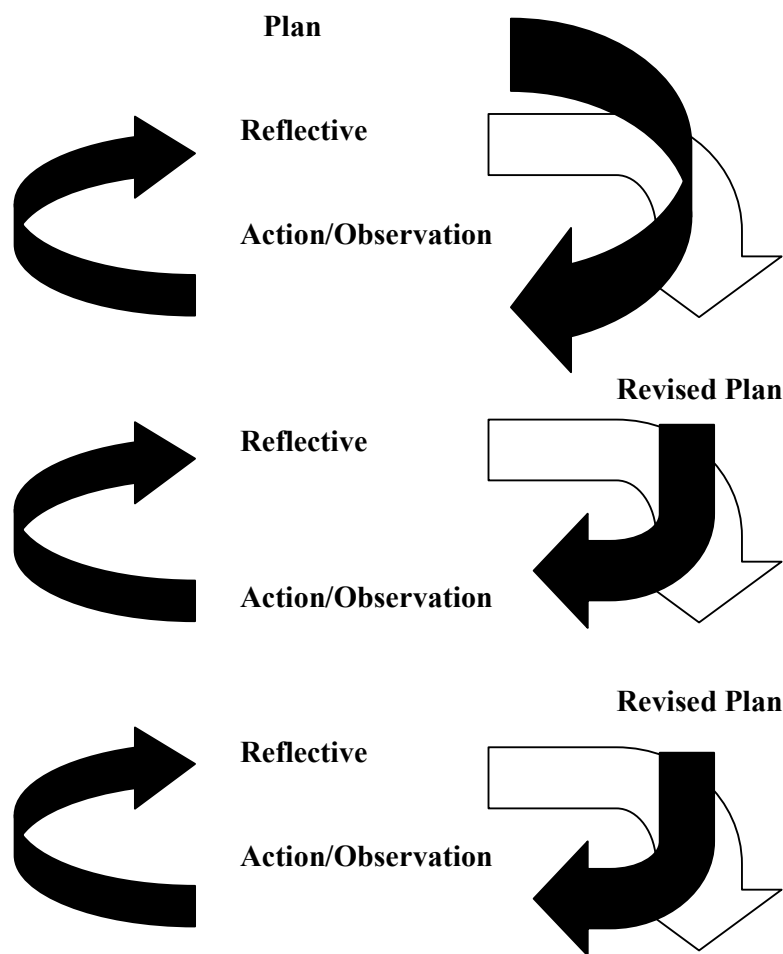 Plan
Reflective
Action/Observation
Revised Plan
Reflective
Action/Observation
Revised Plan
Reflective
Action/Observation